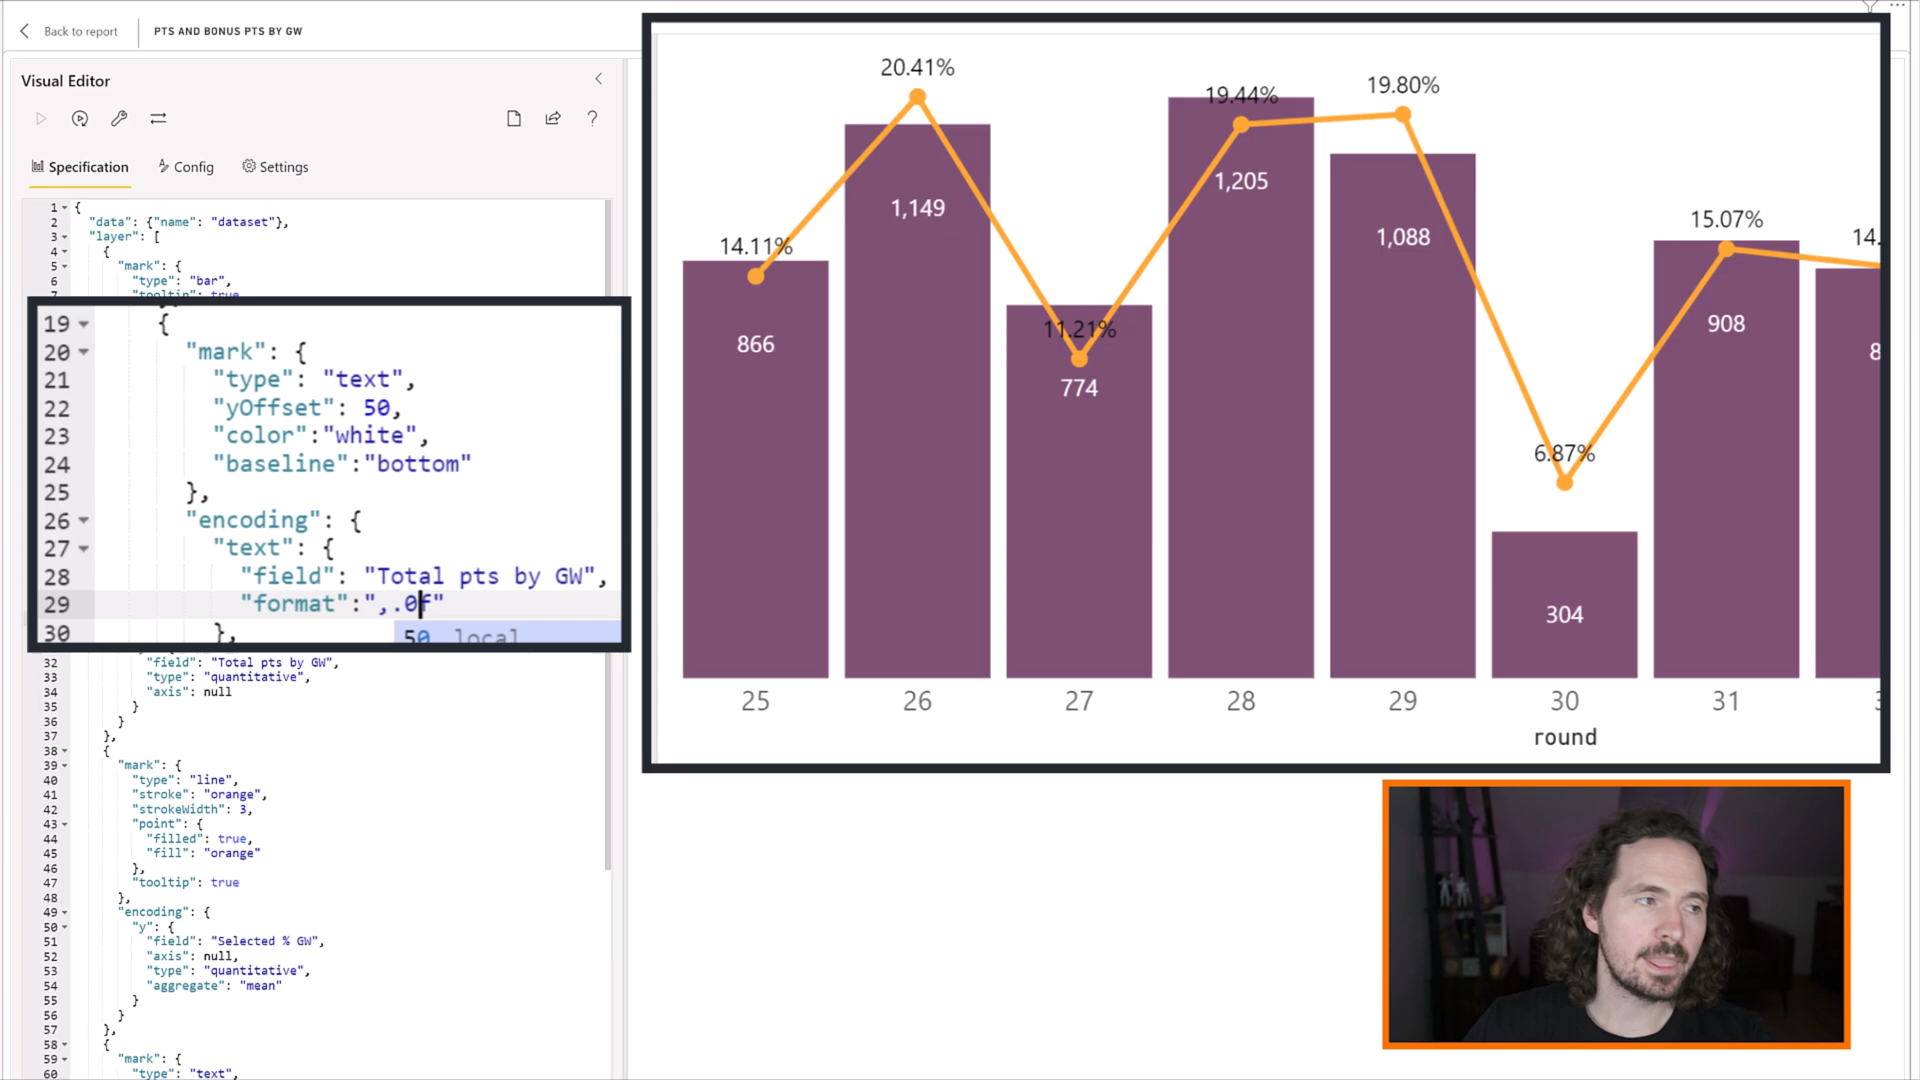 Back to report
PTS AND BONUS PTS BY GW
Visual Editor
Specification
Config
Settings
1
{
2
"data": {"name": "dataset"},
3
"layer": [
4
{
5
"mark": {
6
"type": "bar",
7
"tooltip": true
19
{
20
"mark": {
21
"type": "text",
22
"yOffset": 50,
23
"color":"white",
24
"baseline":"bottom"
25
},
26
"encoding": {
27
"text": {
28
"field": "Total pts by GW",
29
"format":",.0f"
30
},
50 local
32
"field": "Total pts by GW",
33
"type": "quantitative",
34
"axis": null
35
}
36
}
37
},
38
{
39
"mark": {
40
"type": "line",
41
"stroke": "orange",
42
"strokeWidth": 3,
43
"point": {
44
"filled": true,
45
"fill": "orange"
46
},
47
"tooltip": true
48
},
49
"encoding": {
50
"y": {
51
"field": "Selected % GW",
52
"axis": null,
53
"type": "quantitative",
54
"aggregate": "mean"
55
}
56
}
57
},
58
{
59
"mark": {
60
"type": "text",
20.41%
19.44%
19.80%
14.11%
15.07%
14.
11.21%
6.87%
866
1,149
774
1,205
1,088
304
908
8
25
26
27
28
29
30
31
round